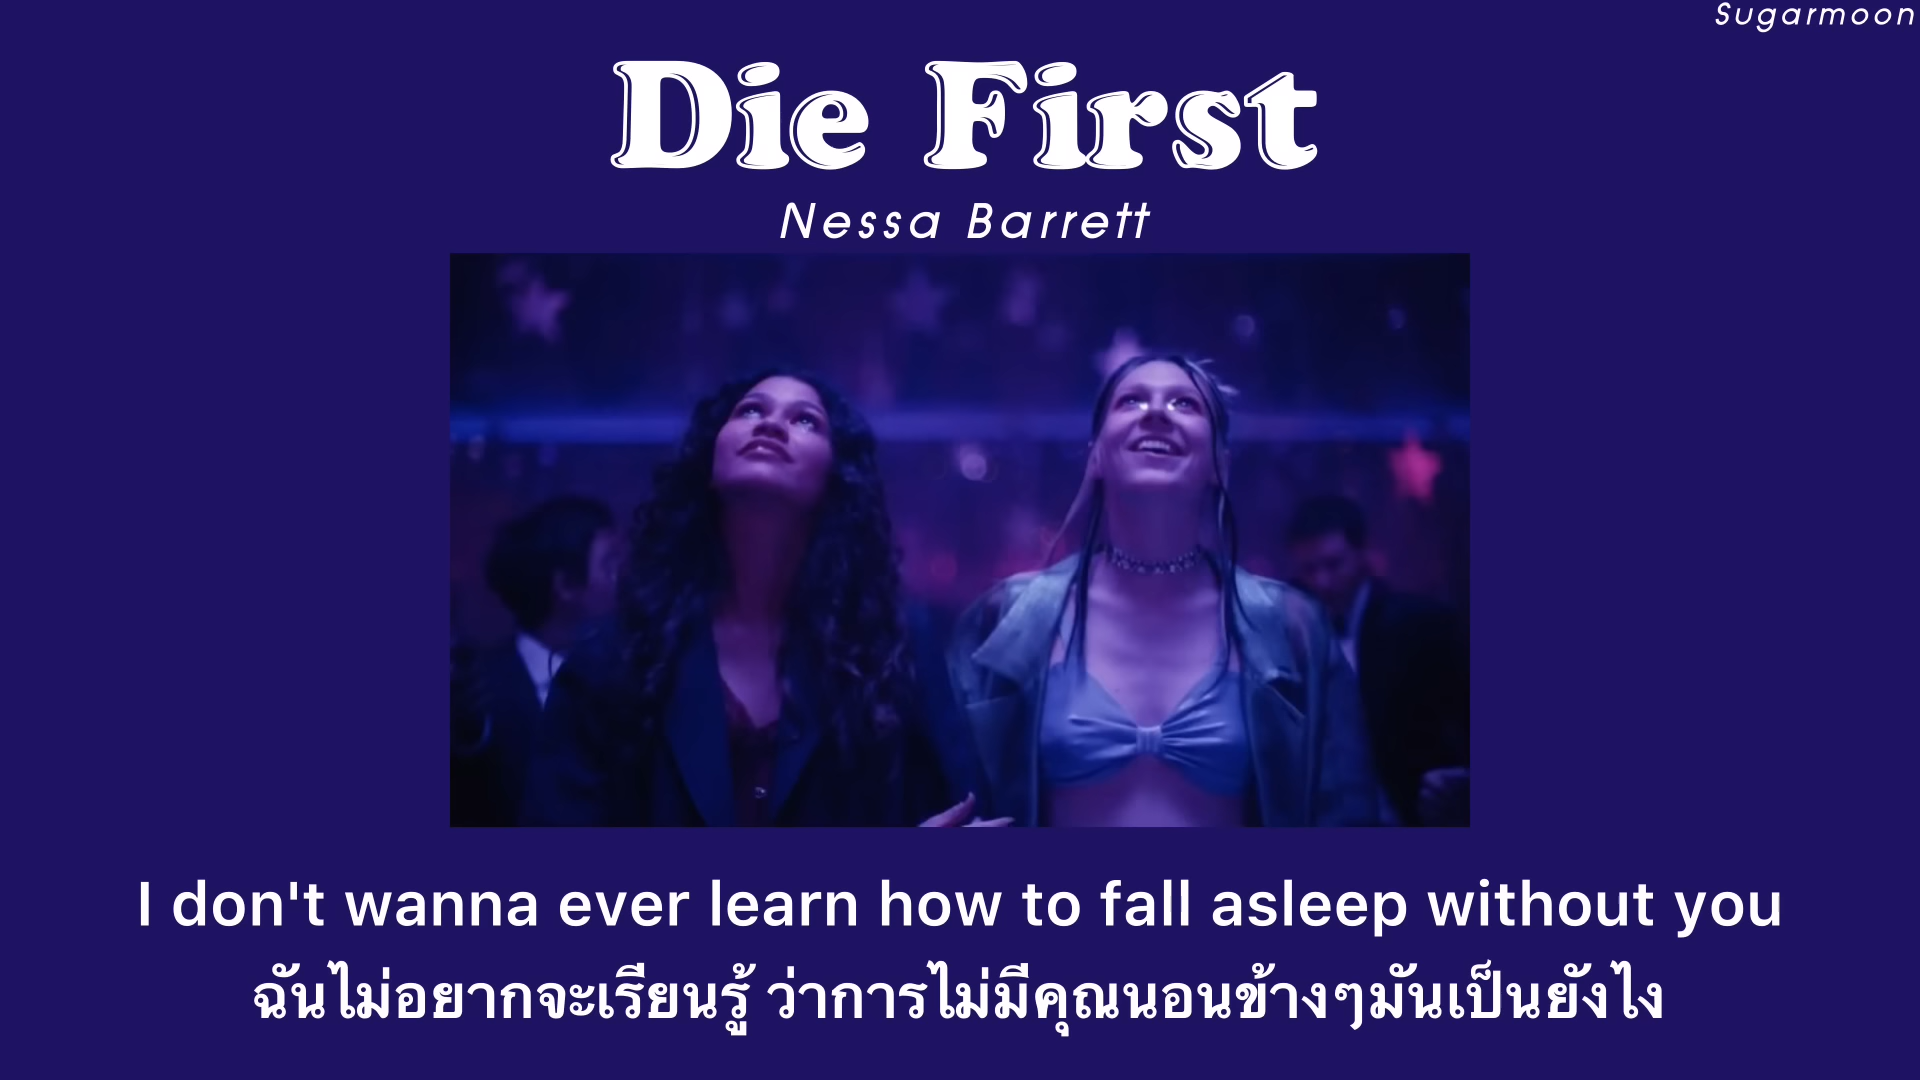 Sugarmoon
Die First
Nessa Barrett
I don't wanna ever learn how to fall asleep without you
ฉันไม่อยากจะเรียนรู้ ว่าการไม่มีคุณนอนข้างๆมันเป็นยังไง